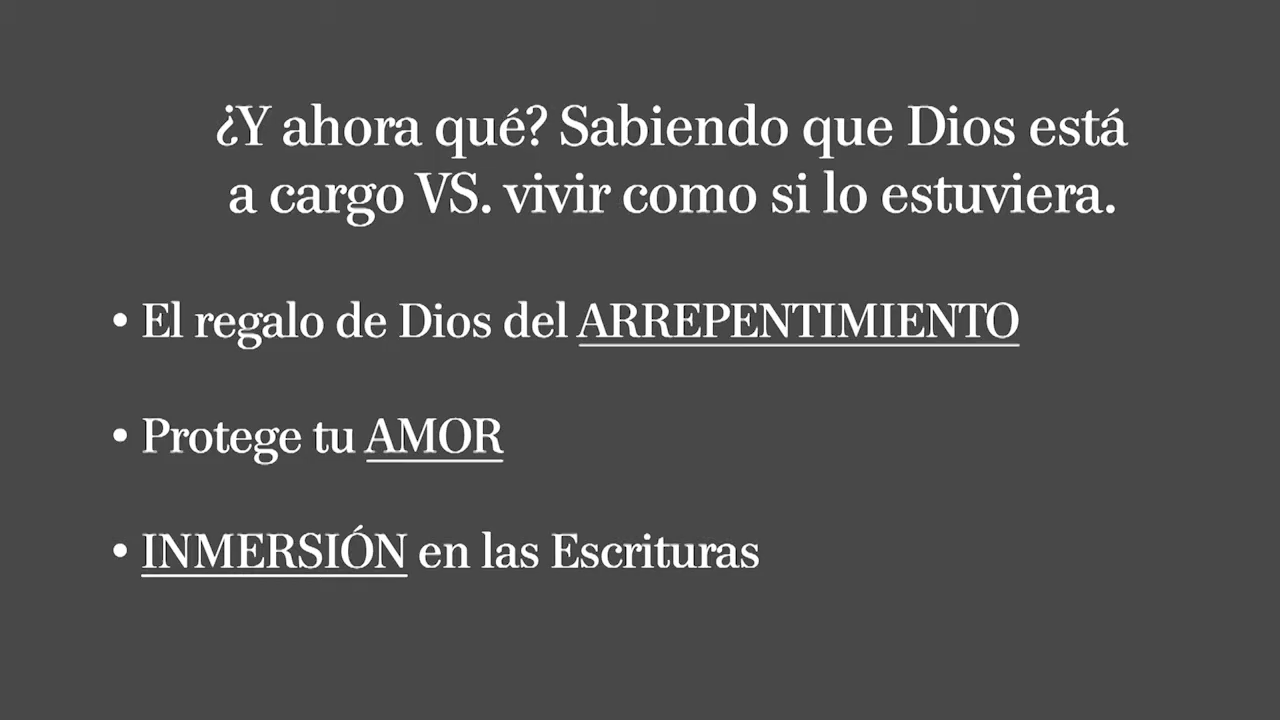 ¿Y ahora qué? Sabiendo que Dios está
a cargo VS. vivir como si lo estuviera.
• El regalo de Dios del ARREPENTIMIENTO
• Protege tu AMOR
• INMERSIÓN en las Escrituras